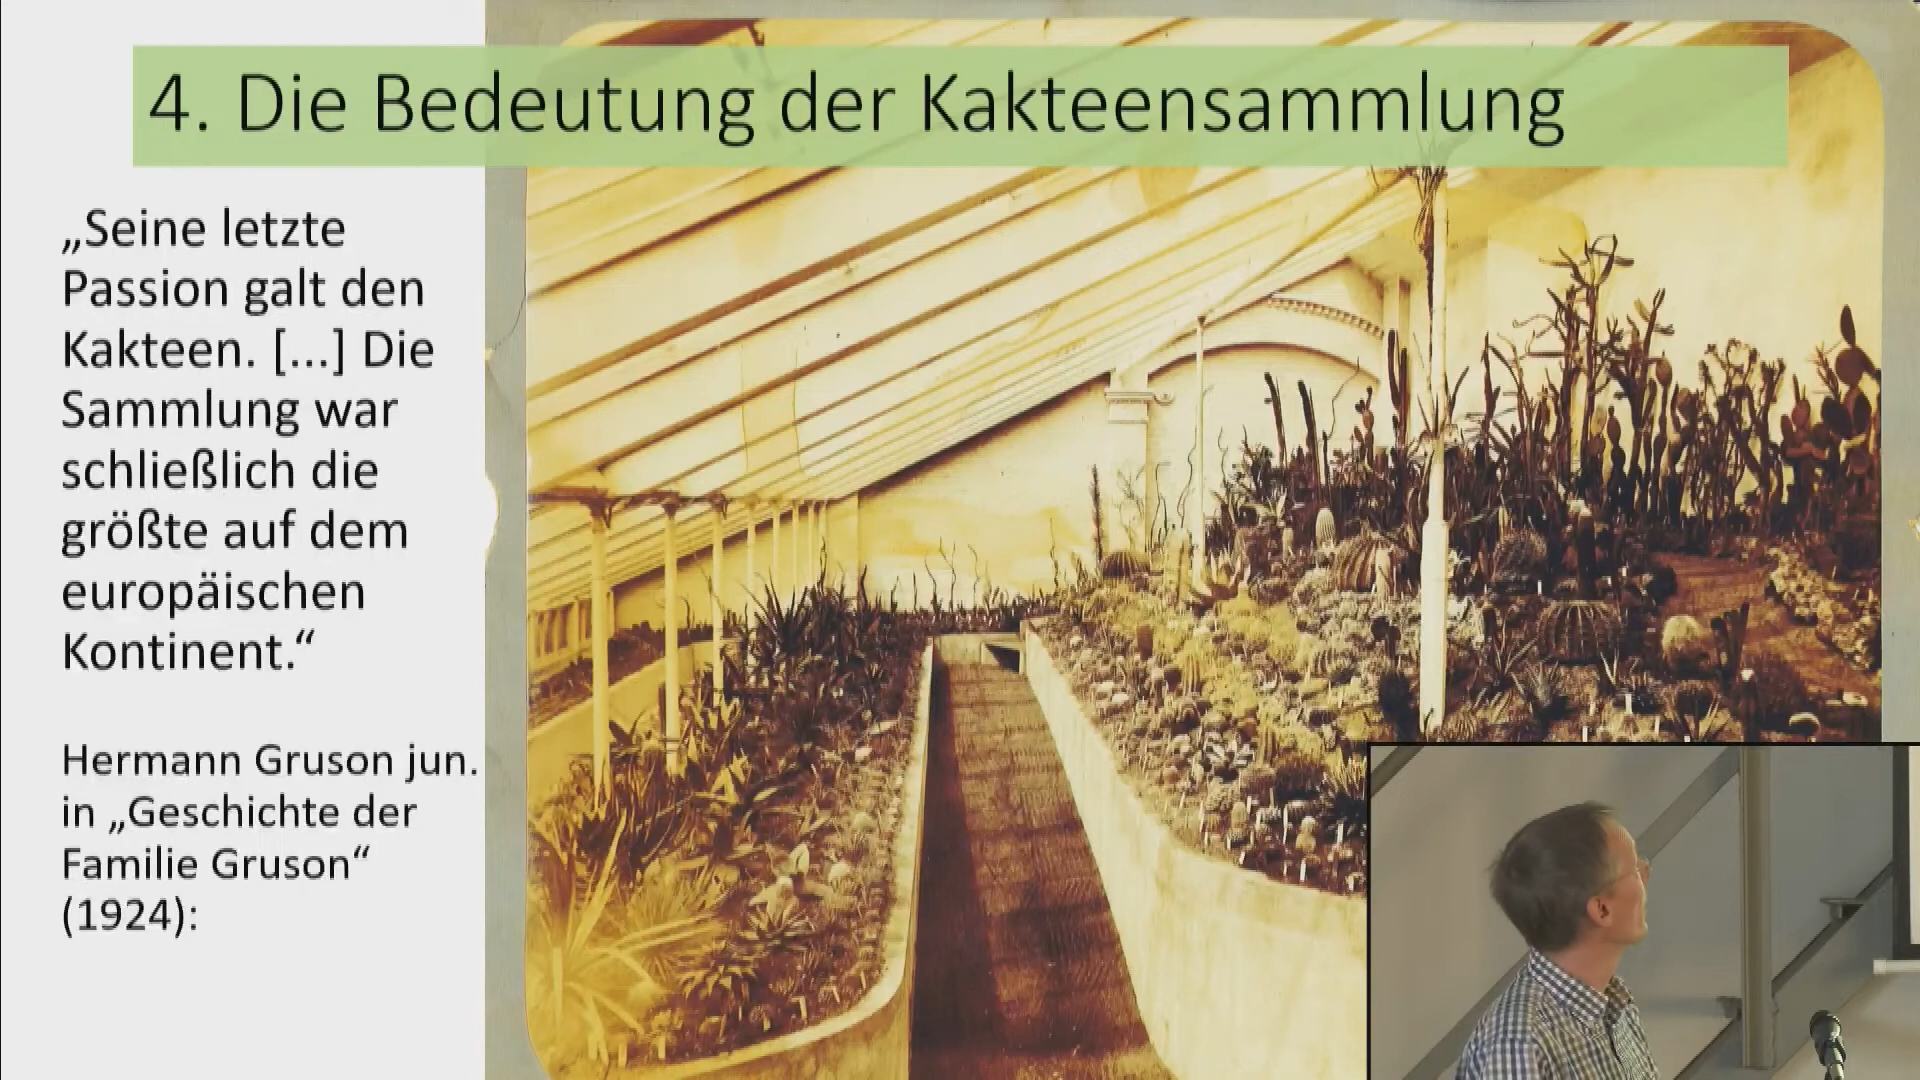 4. Die Bedeutung der Kakteensammlung
„Seine letzte
Passion galt den
Kakteen. [...] Die
Sammlung war
schließlich die
größte auf dem
europäischen
Kontinent.“
Hermann Gruson jun.
in „Geschichte der
Familie Gruson“
(1924):